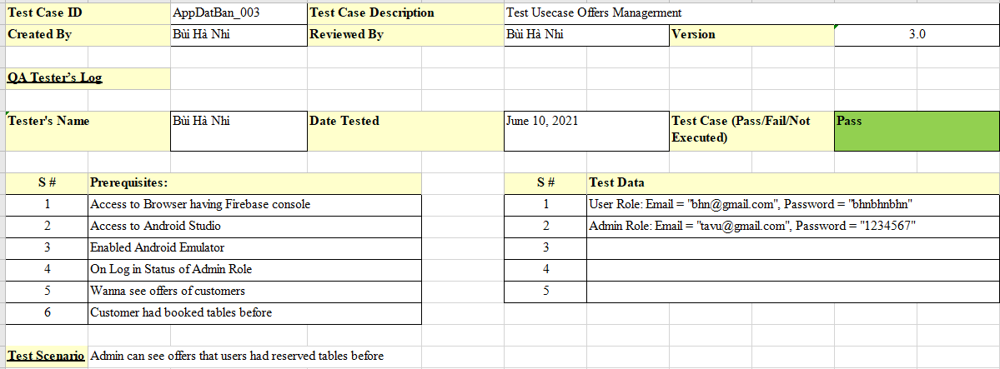 Test Case ID AppDatBan_003 Test Case Description Test Usecase Offers Managerment
Created By Bùi Hà Nhi Reviewed By Bùi Hà Nhi Version 3.0
QA Tester's Log
Tester's Name Bùi Hà Nhi Date Tested June 10, 2021 Test Case (Pass/Fail/Not Pass
Executed)
S # Prerequisites: S # Test Data
1 Access to Browser having Firebase console 1 User Role: Email = "bhn@gmail.com", Password = "bhnbhnbhn"
2 Access to Android Studio 2 Admin Role: Email = "tavu@gmail.com", Password = "1234567"
3 Enabled Android Emulator 3
4 On Log in Status of Admin Role 4
5 Wanna see offers of customers 5
6 Customer had booked tables before
Test Scenario Admin can see offers that users had reserved tables before